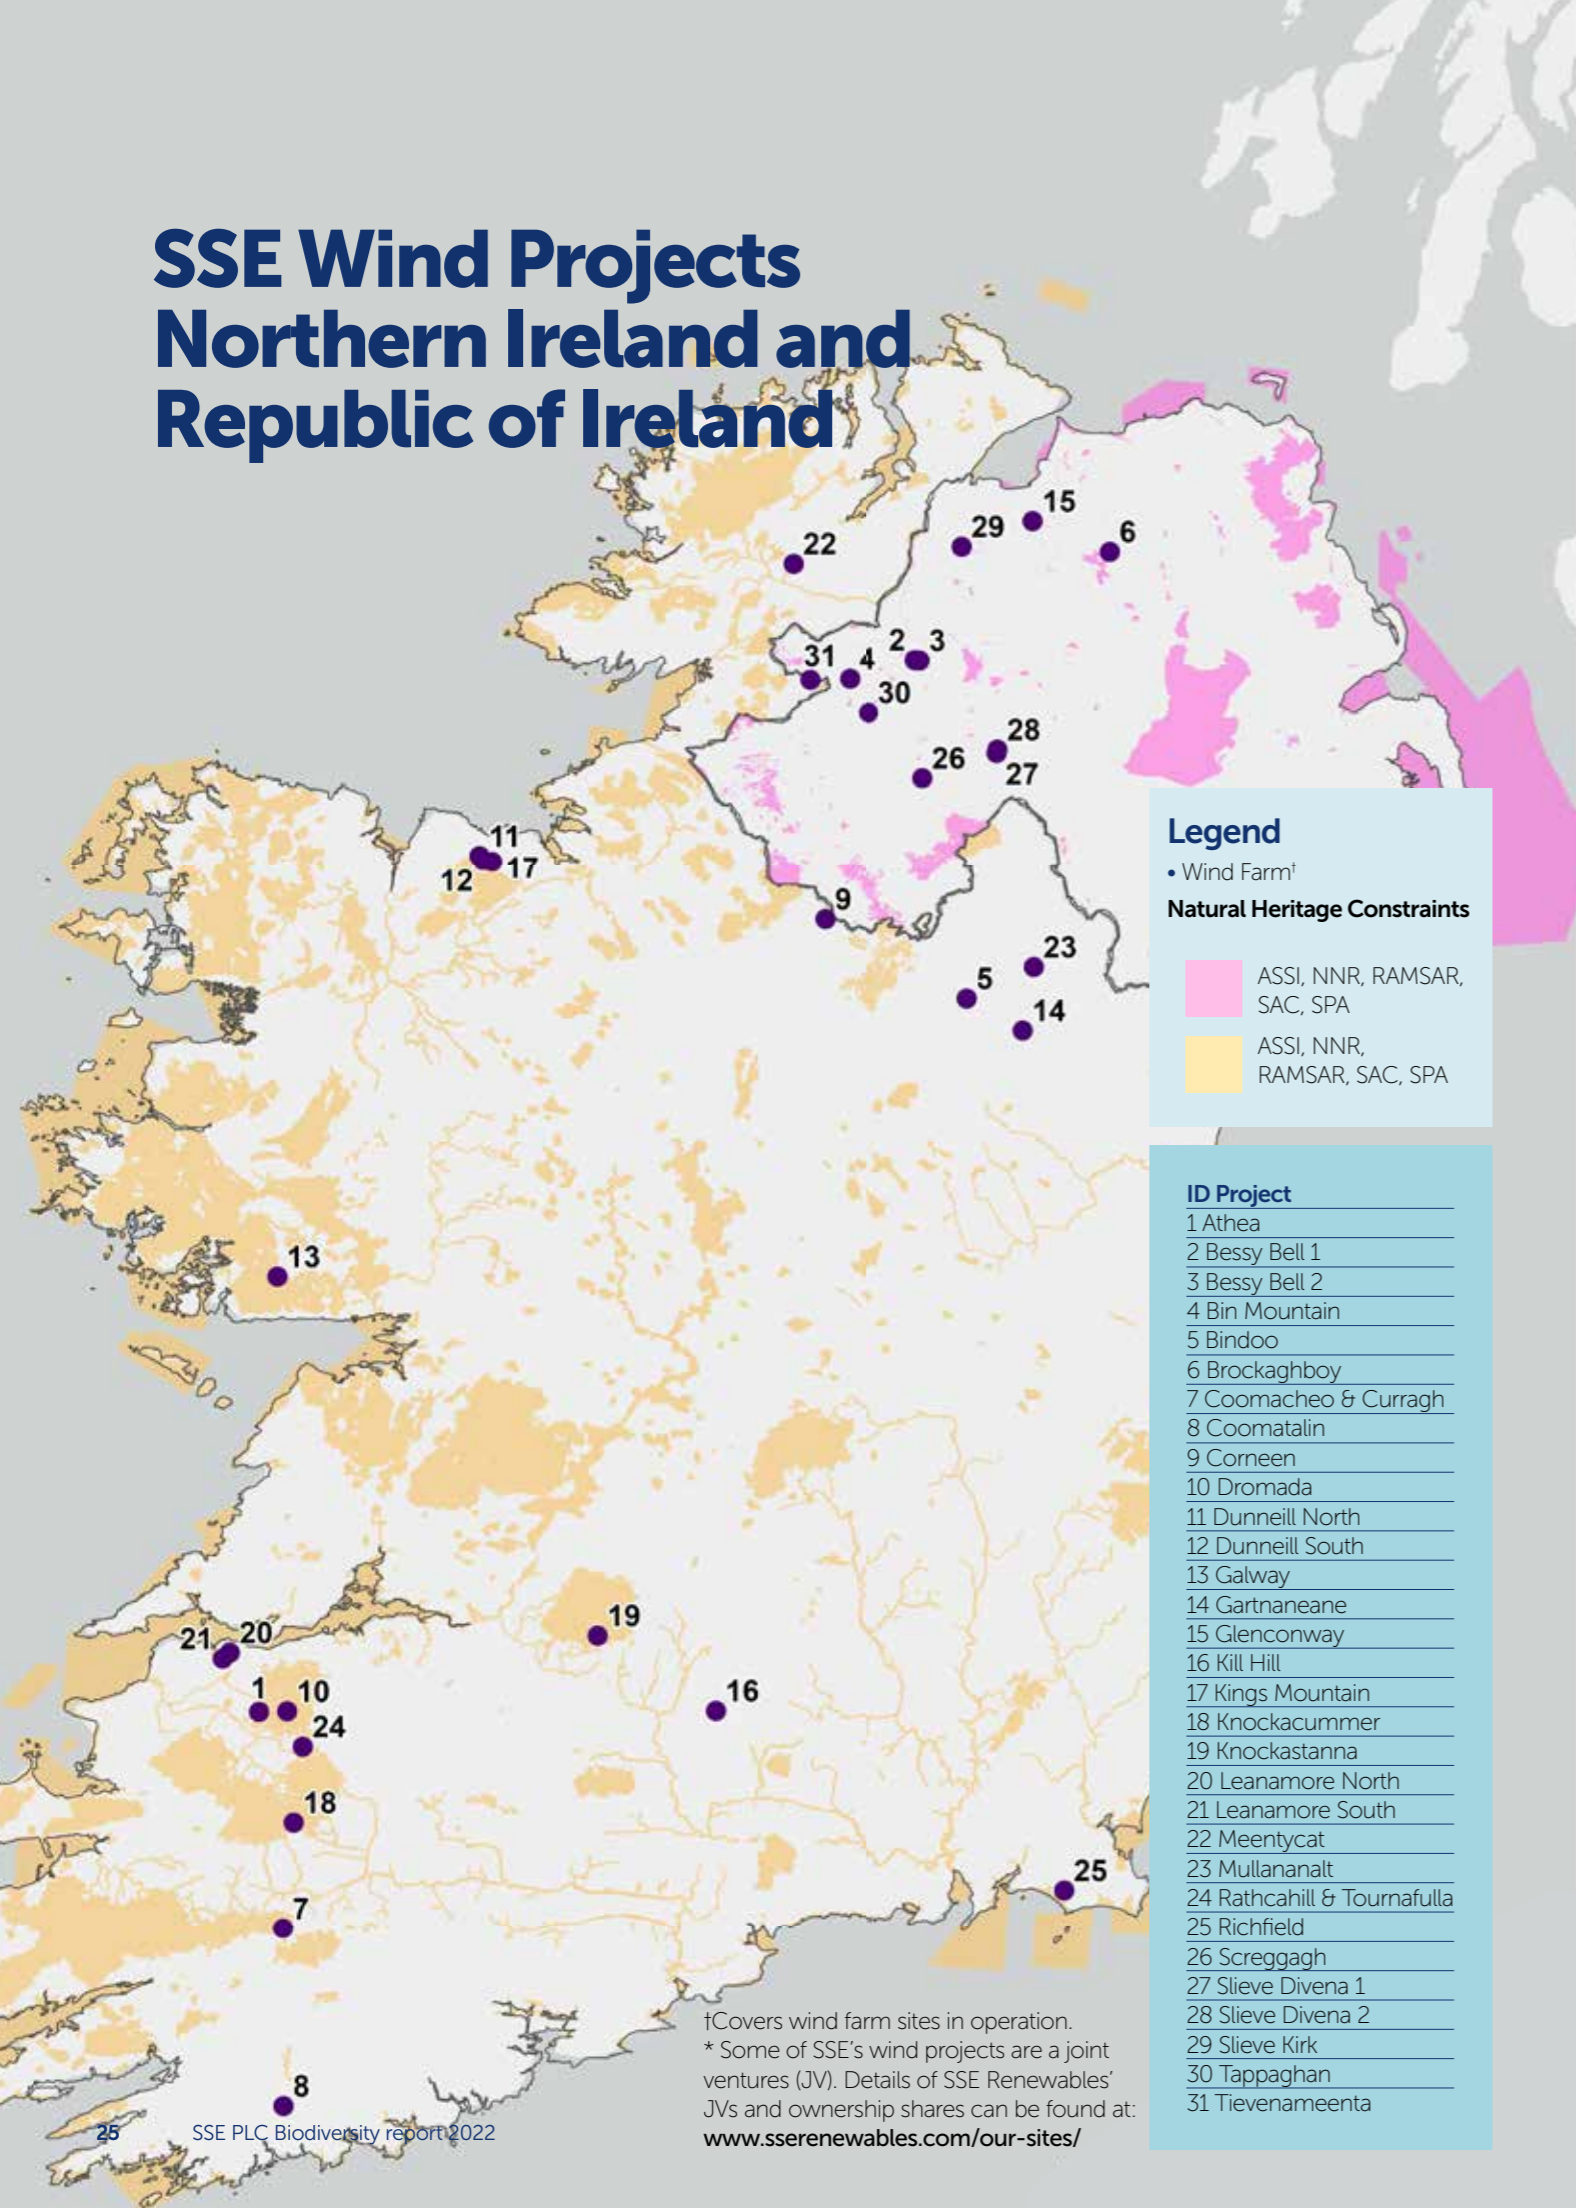 SSE Wind Projects
Northern Ireland and
Republic of Ireland
15
29
6
22
2
3
31
4
30
28
26
27
11
17
12
9
23
5
14
13
19
21
20
1
10
24
16
18
25
7
8
Legend
• Wind Farm†
Natural Heritage Constraints
ASSI, NNR, RAMSAR,
SAC, SPA
ASSI, NNR,
RAMSAR, SAC, SPA
ID Project
1 Athea
2 Bessy Bell 1
3 Bessy Bell 2
4 Bin Mountain
5 Bindoo
6 Brockaghboy
7 Coomacheo & Curragh
8 Coomatalin
9 Corneen
10 Dromada
11 Dunneill North
12 Dunneill South
13 Galway
14 Gartnaneane
15 Glenconway
16 Kill Hill
17 Kings Mountain
18 Knockacummer
19 Knockastanna
20 Leanamore North
21 Leanamore South
22 Meentycat
23 Mullananalt
24 Rathcahill & Tournafulla
25 Richfield
26 Screggagh
27 Slieve Divena 1
28 Slieve Divena 2
29 Slieve Kirk
30 Tappaghan
31 Tievenameenta
†Covers wind farm sites in operation.
* Some of SSE's wind projects are a joint
ventures (JV). Details of SSE Renewables'
JVs and ownership shares can be found at:
www.sserenewables.com/our-sites/
25 SSE PLC Biodiversity report 2022